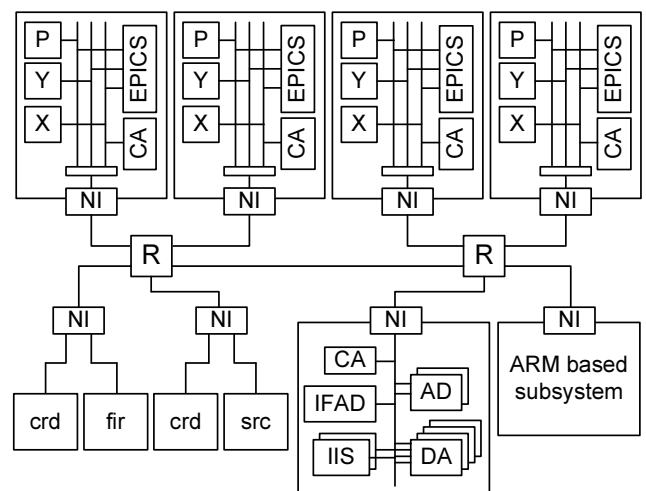 P
EPICS
Y
X
CA
NI
P
EPICS
Y
X
CA
NI
P
EPICS
Y
X
CA
NI
P
EPICS
Y
X
CA
NI
R
R
NI
NI
NI
NI
crd
fir
crd
src
CA
IFAD
AD
IIS
DA
ARM based
subsystem